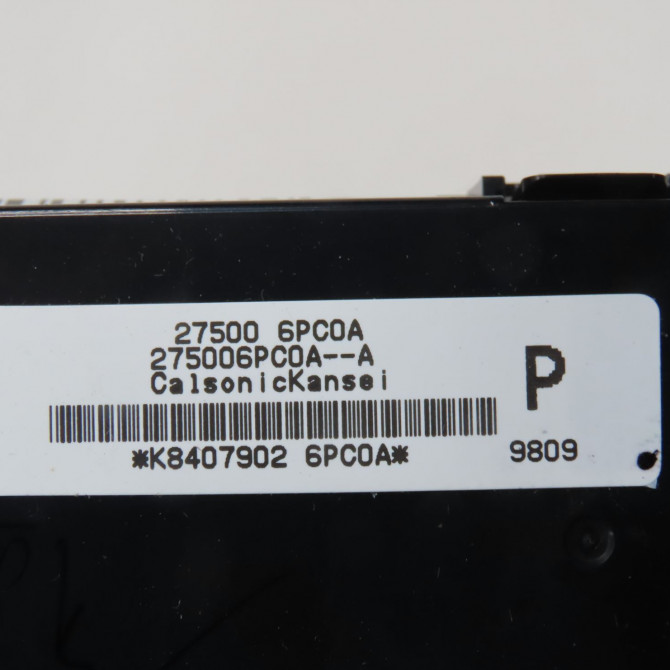 27500 6PC0A
275006PC0A--A
CalsonicKansei
P
*K8407902 6PC0A*
9809